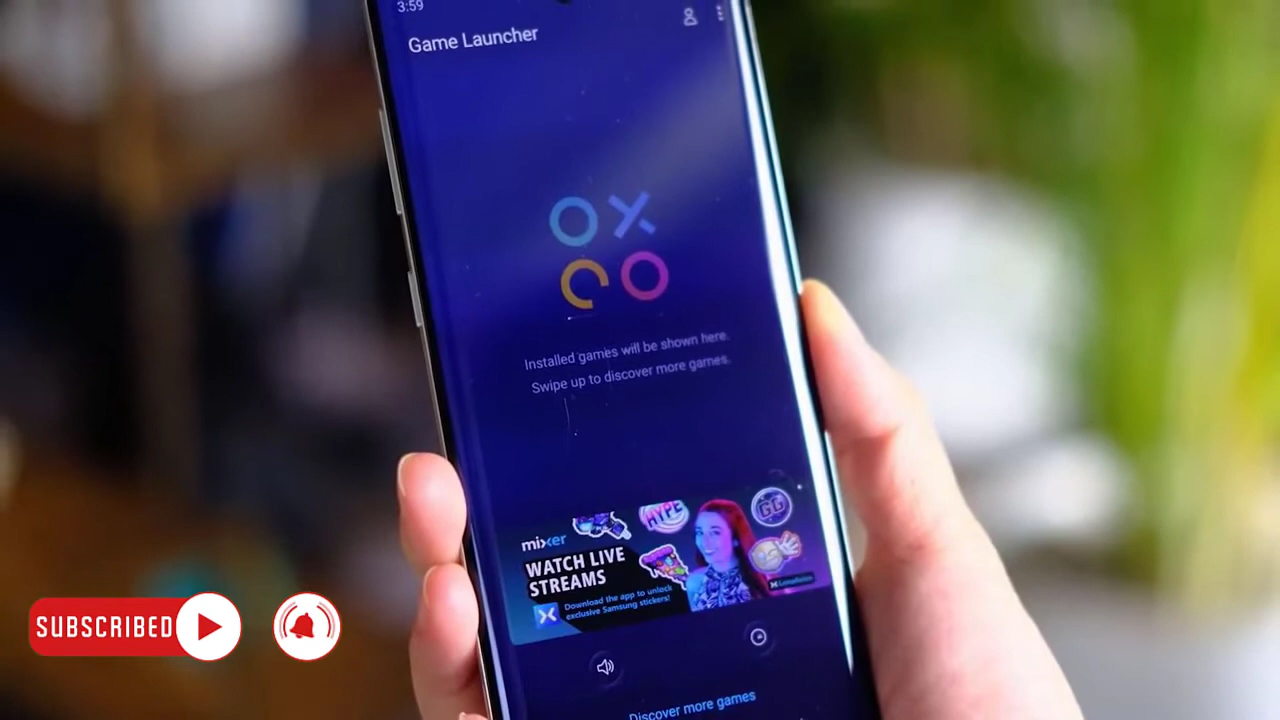 3:59
Game Launcher
Installed games will be shown here.
Swipe up to discover more games.
mixer
HYPE
GG
WATCH LIVE
STREAMS
Download the app to unlock
exclusive Samsung stickers!
Discover more games
SUBSCRIBED